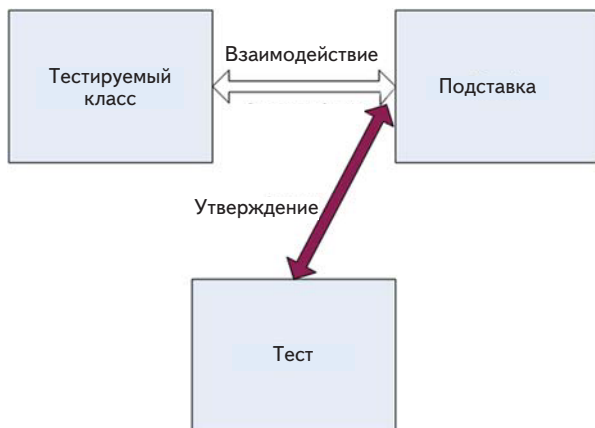 Взаимодействие
Тестируемый
класс
Подставка
Утверждение
Тест